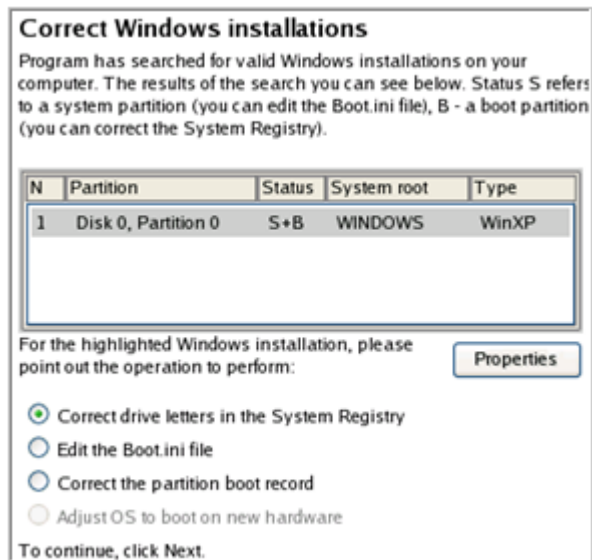 Correct Windows installations
Program has searched for valid Windows installations on your
computer. The results of the search you can see below. Status S refers
to a system partition (you can edit the Boot.ini file), B - a boot partition
(you can correct the System Registry).
N Partition Status System root Type
1 Disk 0, Partition 0 S+B WINDOWS WinXP
For the highlighted Windows installation, please
point out the operation to perform:
Properties
Correct drive letters in the System Registry
Edit the Boot.ini file
Correct the partition boot record
Adjust OS to boot on new hardware
To continue, click Next.